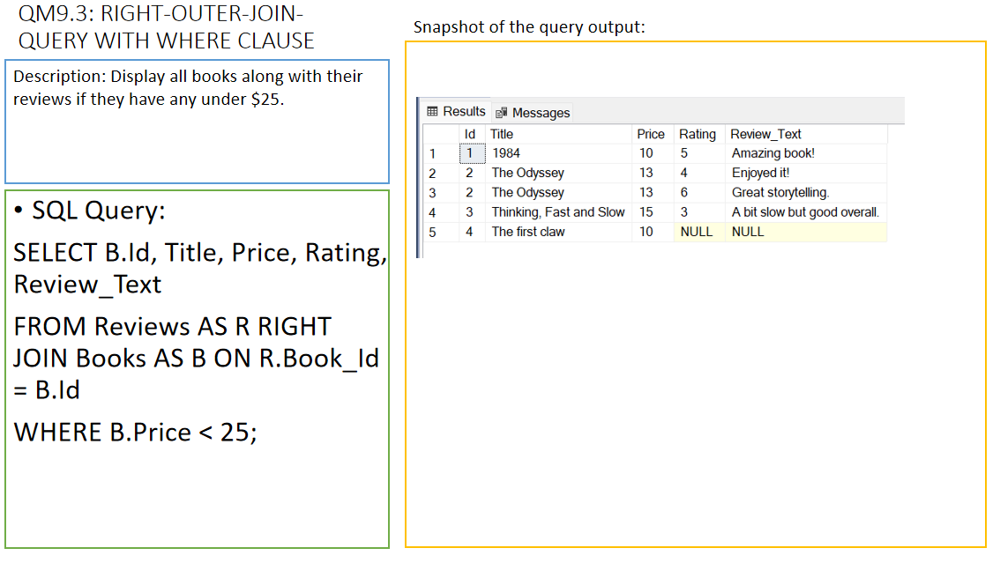 QM9.3: RIGHT-OUTER-JOIN-
QUERY WITH WHERE CLAUSE
Description: Display all books along with their
reviews if they have any under $25.
• SQL Query:
SELECT B.Id, Title, Price, Rating,
Review_Text
FROM Reviews AS R RIGHT
JOIN Books AS B ON R.Book_Id
= B.Id
WHERE B.Price < 25;
Snapshot of the query output:
Results Messages
Id Title Price Rating Review_Text
1 1 1984 10 5 Amazing book!
2 2 The Odyssey 13 4 Enjoyed it!
3 2 The Odyssey 13 6 Great storytelling.
4 3 Thinking, Fast and Slow 15 3 A bit slow but good overall.
5 4 The first claw 10 NULL NULL